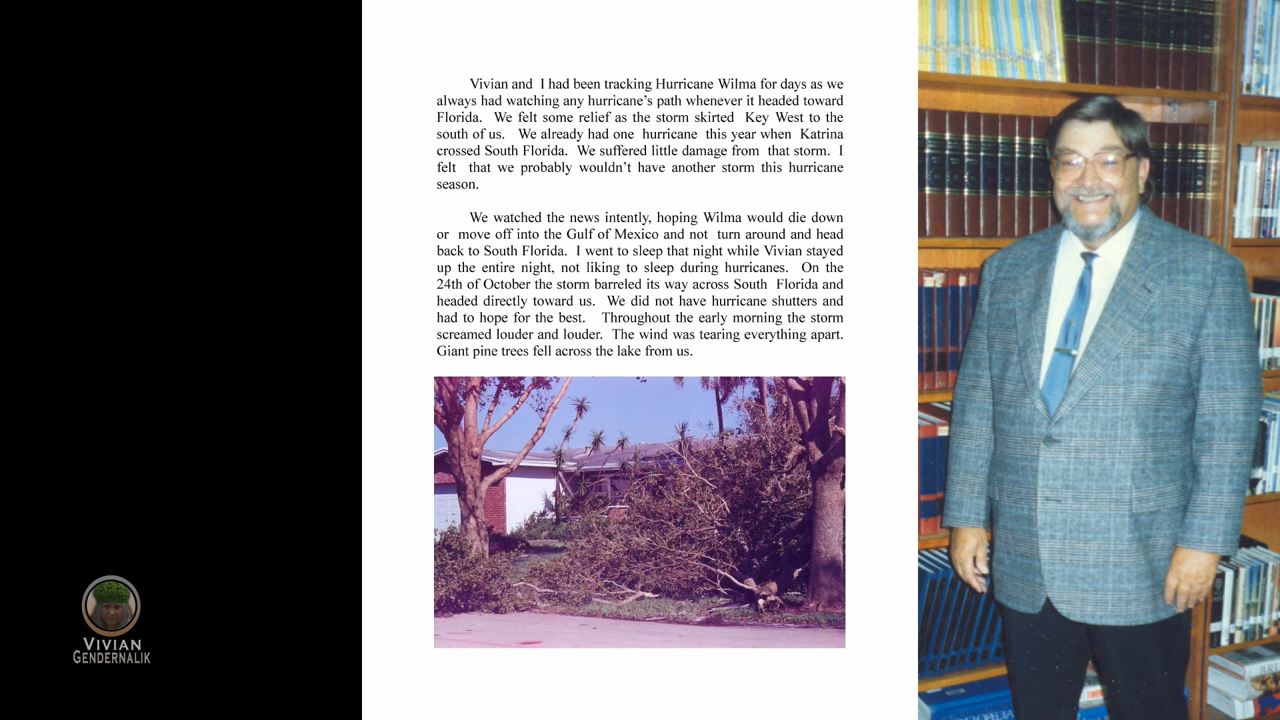 Vivian and I had been tracking Hurricane Wilma for days as we
always had watching any hurricane's path whenever it headed toward
Florida. We felt some relief as the storm skirted Key West to the
south of us. We already had one hurricane this year when Katrina
crossed South Florida. We suffered little damage from that storm. I
felt that we probably wouldn't have another storm this hurricane
season.
We watched the news intently, hoping Wilma would die down
or move off into the Gulf of Mexico and not turn around and head
back to South Florida. I went to sleep that night while Vivian stayed
up the entire night, not liking to sleep during hurricanes. On the
24th of October the storm barreled its way across South Florida and
headed directly toward us. We did not have hurricane shutters and
had to hope for the best. Throughout the early morning the storm
screamed louder and louder. The wind was tearing everything apart.
Giant pine trees fell across the lake from us.
VIVIAN
GENDERNALIK